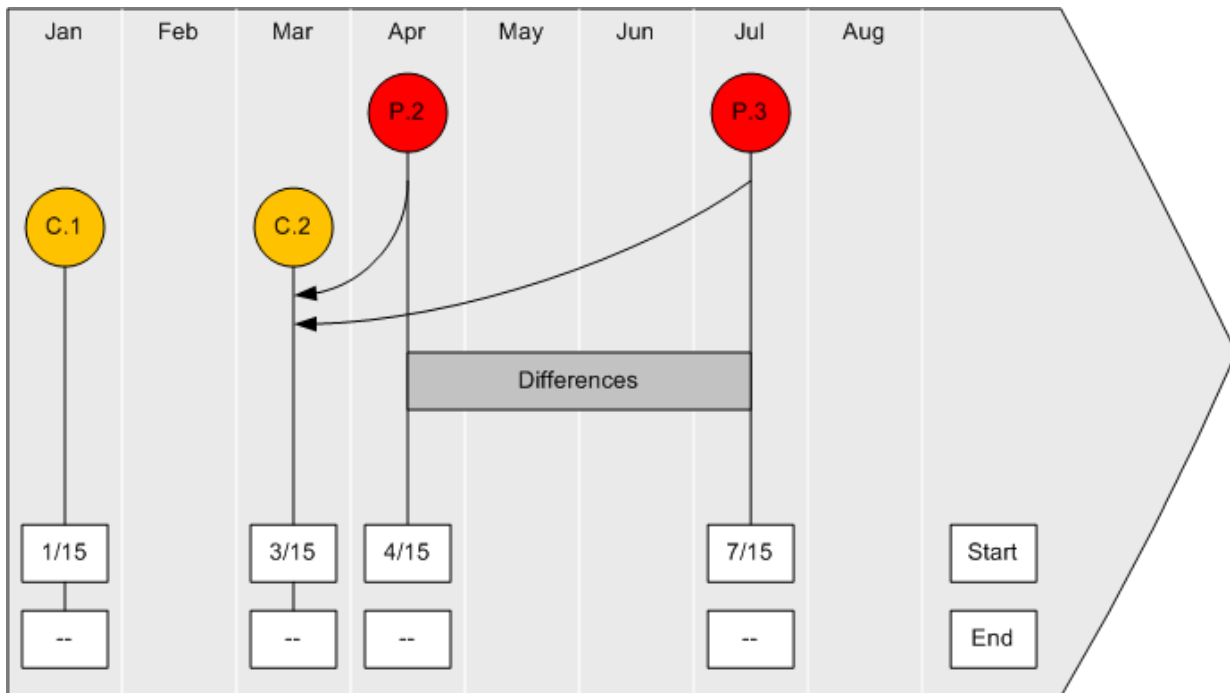 Jan Feb Mar Apr May Jun Jul Aug
P.2 P.3
C.1 C.2
Differences
1/15 3/15 4/15 7/15 Start
-- -- -- -- End